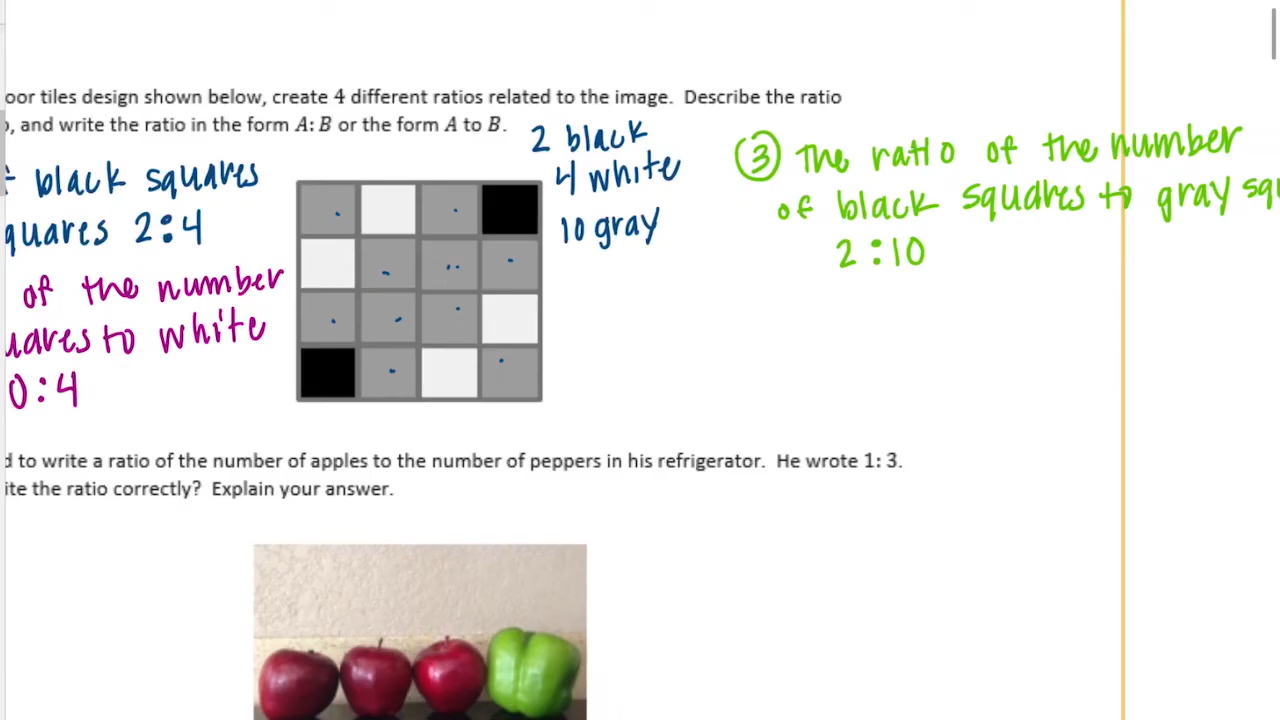 oor tiles design shown below, create 4 different ratios related to the image. Describe the ratio
, and write the ratio in the form A: B or the form A to B.
black squares
quares 2:4
of the number
uares to white
0:4
2 black
4 white
10 gray
③ The ratio of the number
of black squares to gray squ
2:10
d to write a ratio of the number of apples to the number of peppers in his refrigerator. He wrote 1: 3.
ite the ratio correctly? Explain your answer.